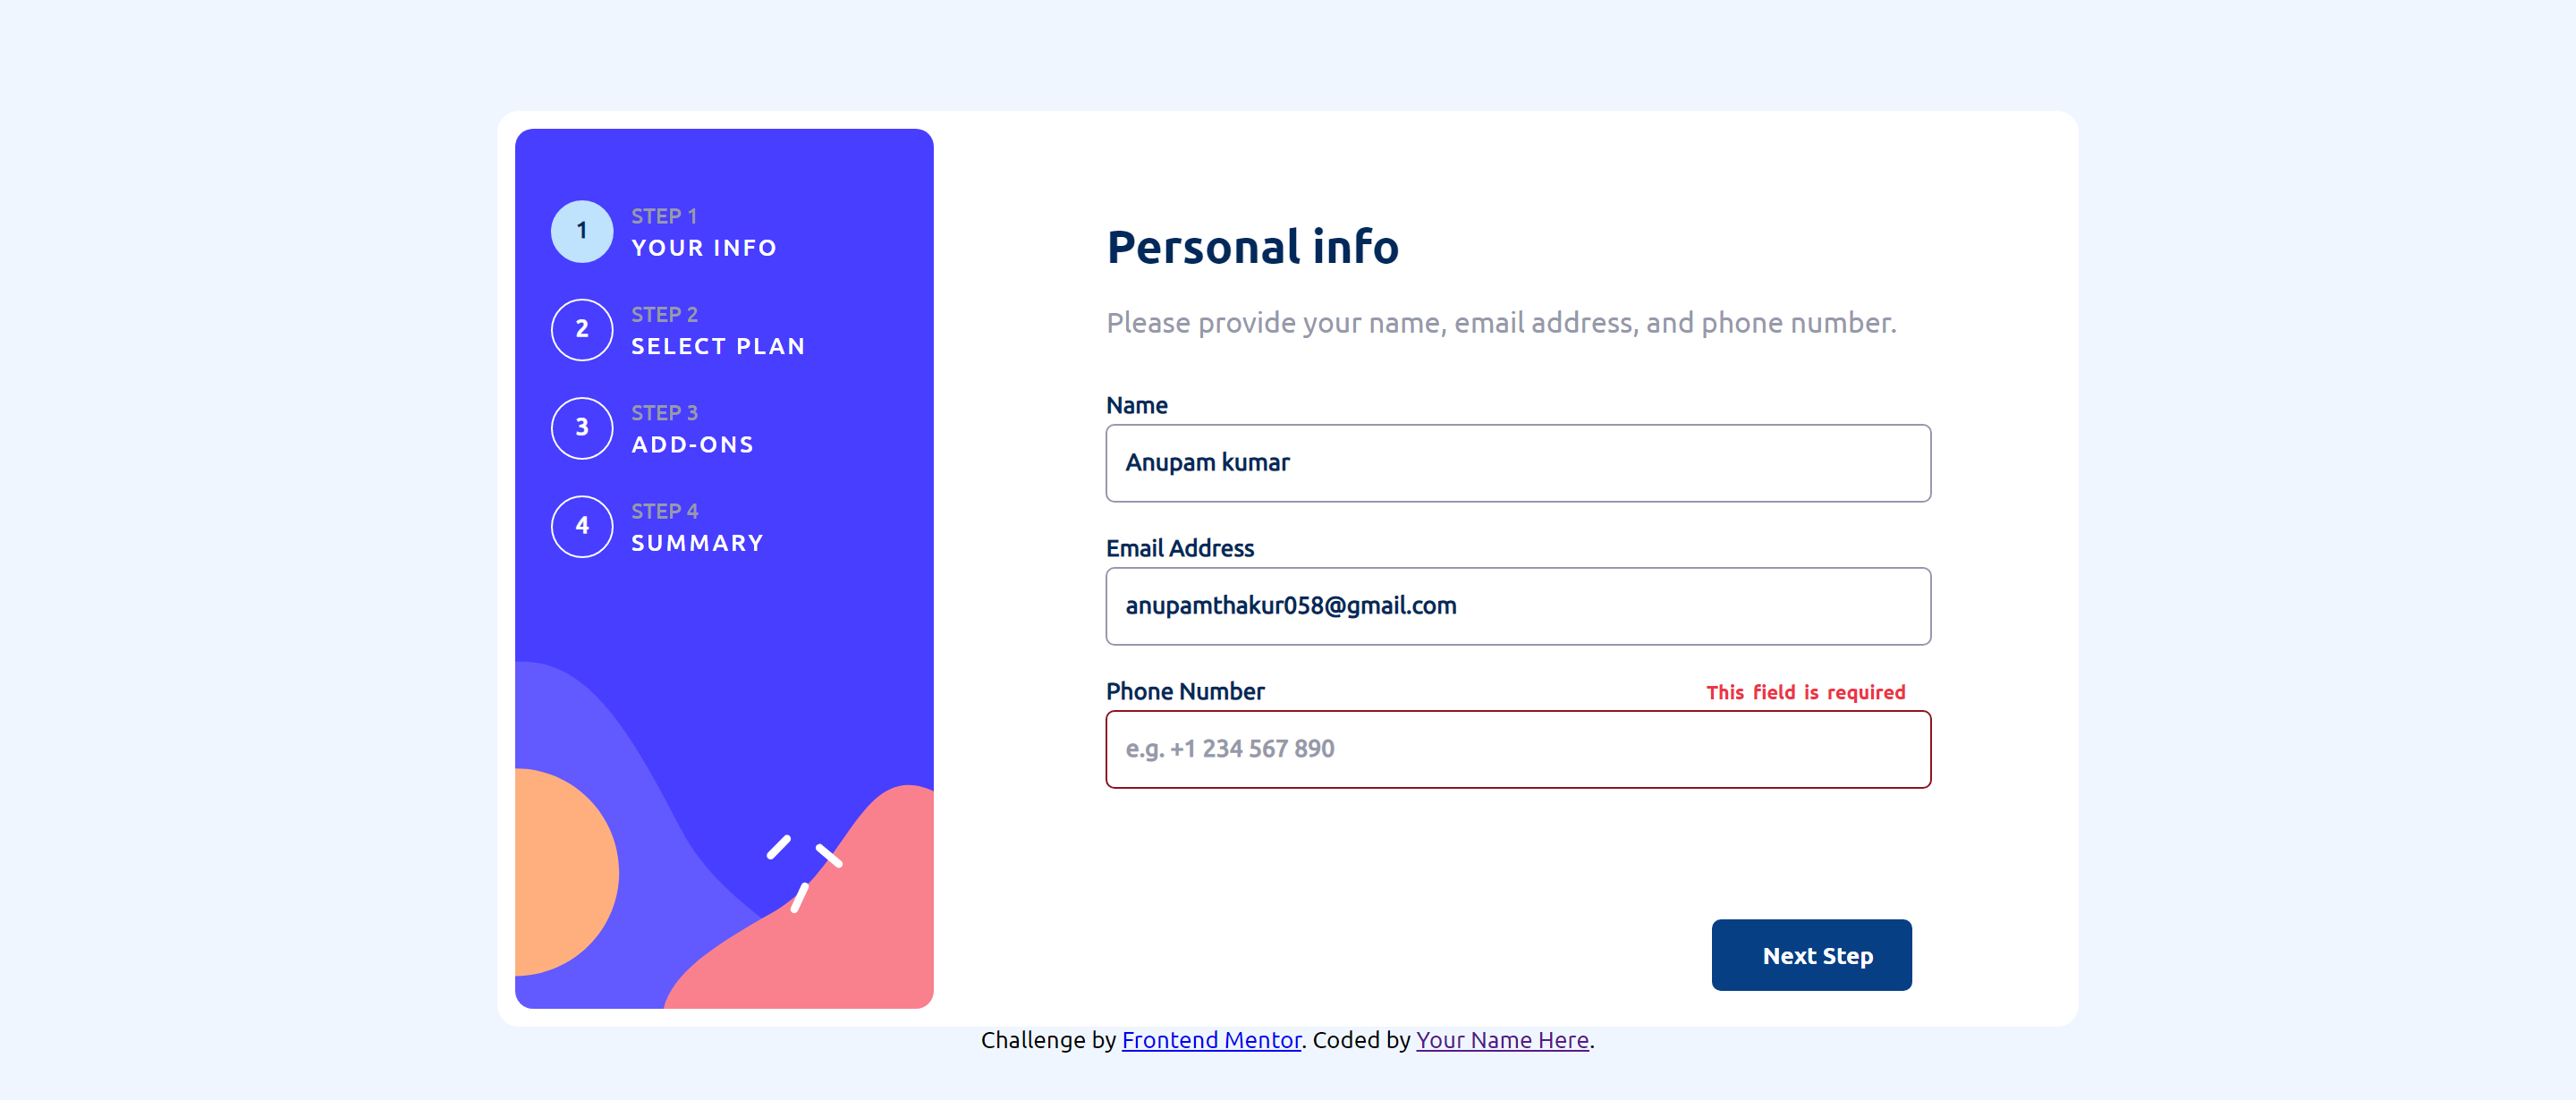 1
STEP 1
YOUR INFO
2
STEP 2
SELECT PLAN
3
STEP 3
ADD-ONS
4
STEP 4
SUMMARY
Personal info
Please provide your name, email address, and phone number.
Name
Anupam kumar
Email Address
anupamthakur058@gmail.com
Phone Number
This field is required
e.g. +1 234 567 890
Next Step
Challenge by Frontend Mentor. Coded by Your Name Here.